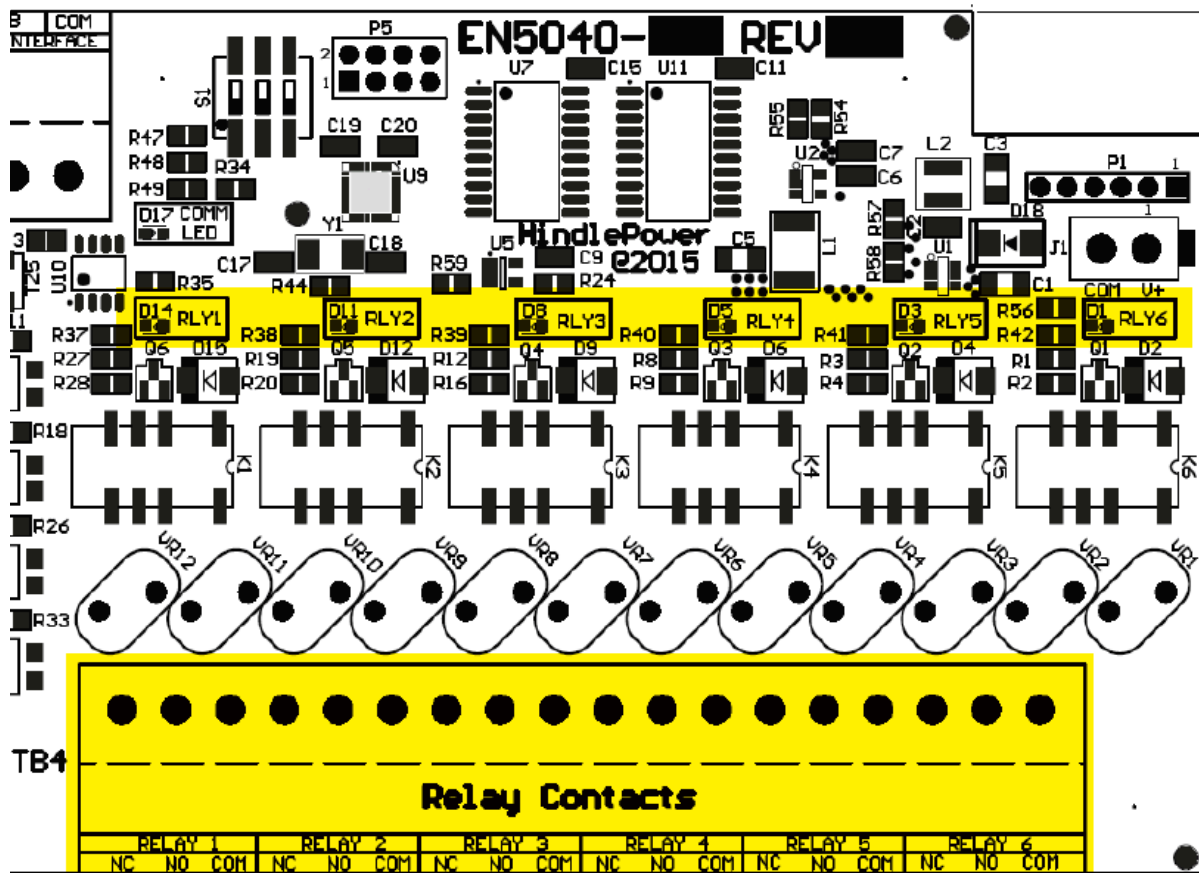 B COM
NTERFACE
P5
EN5040- REV
2
1
S1
U7
C15
U11
C11
R47
R48
R49
R34
C19
C20
U9
R55
R54
U2
C7
C6
L2
C3
P1
1
D17 COMM
LED
Y1
C17
C18
U5
C9
HindlePower
@2015
C5
L1
R57
R58
C2
U1
D18
J1
1
C1
COM V+
3
T25
U10
R35
R44
R59
R24
R56
D14 RLY1
D11 RLY2
D8 RLY3
D5 RLY4
D3 RLY5
D1 RLY6
R37
R38
R39
R40
R41
R42
R27
Q6
D15
R19
Q5
D12
R12
Q4
D9
R8
Q3
D6
R3
Q2
D4
R1
Q1
D2
R28
R20
R16
R9
R4
R2
R18
K1
K2
K3
K4
K5
K6
R26
VR12
VR11
VR10
VR9
VR8
VR7
VR6
VR5
VR4
VR3
VR2
VR1
R33
TB4
Relay Contacts
RELAY 1 RELAY 2 RELAY 3 RELAY 4 RELAY 5 RELAY 6
NC NO COM NC NO COM NC NO COM NC NO COM NC NO COM NC NO COM